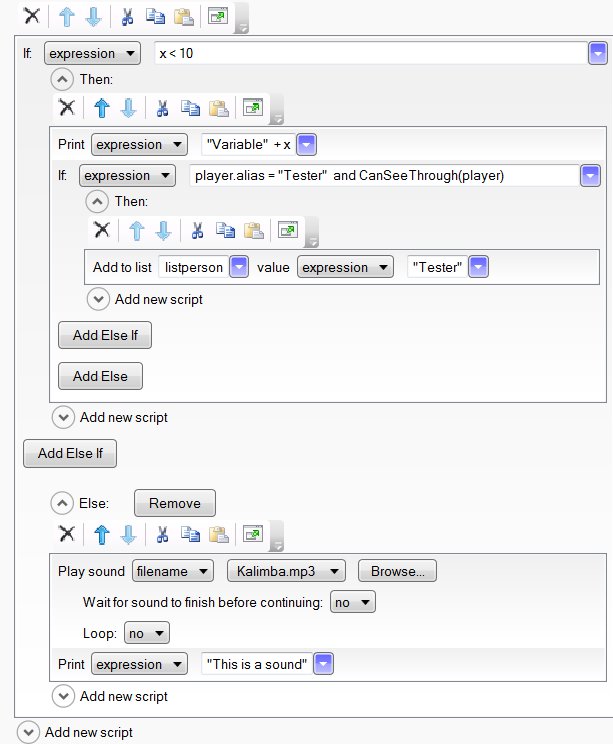 If: expression x < 10
Then:
Print expression "Variable" + x
If: expression player.alias = "Tester" and CanSeeThrough(player)
Then:
Add to list listperson value expression "Tester"
Add new script
Add Else If
Add Else
Add new script
Add Else If
Else: Remove
Play sound filename Kalimba.mp3 Browse...
Wait for sound to finish before continuing: no
Loop: no
Print expression "This is a sound"
Add new script
Add new script